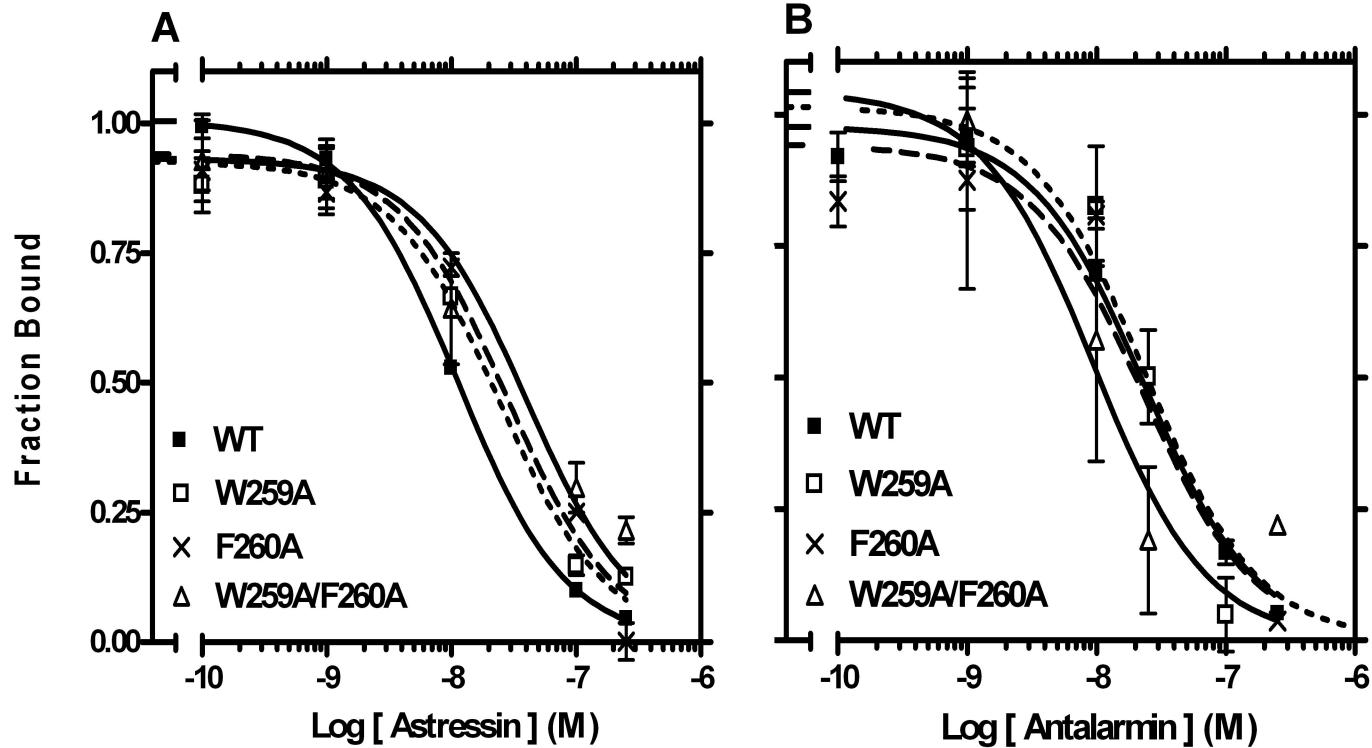 A
B
Fraction Bound
1.00
0.75
0.50
0.25
0.00
WT
W259A
F260A
W259A/F260A
-10 -9 -8 -7 -6
Log [ Astressin ] (M)
WT
W259A
F260A
W259A/F260A
-10 -9 -8 -7 -6
Log [ Antalarmin ] (M)